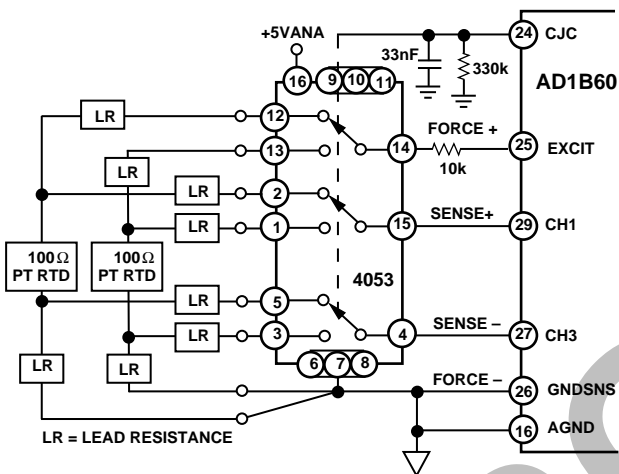 +5VANA
24 CJC
33nF
330k
AD1B60
16
9 10 11
LR
12
FORCE +
14
25 EXCIT
10k
13
LR
LR
2
LR
1
15
SENSE+
29 CH1
100Ω
PT RTD
100Ω
PT RTD
4053
LR
5
LR
3
4
SENSE –
27 CH3
6 7 8
LR
LR
FORCE –
26 GNDSNS
16 AGND
LR = LEAD RESISTANCE